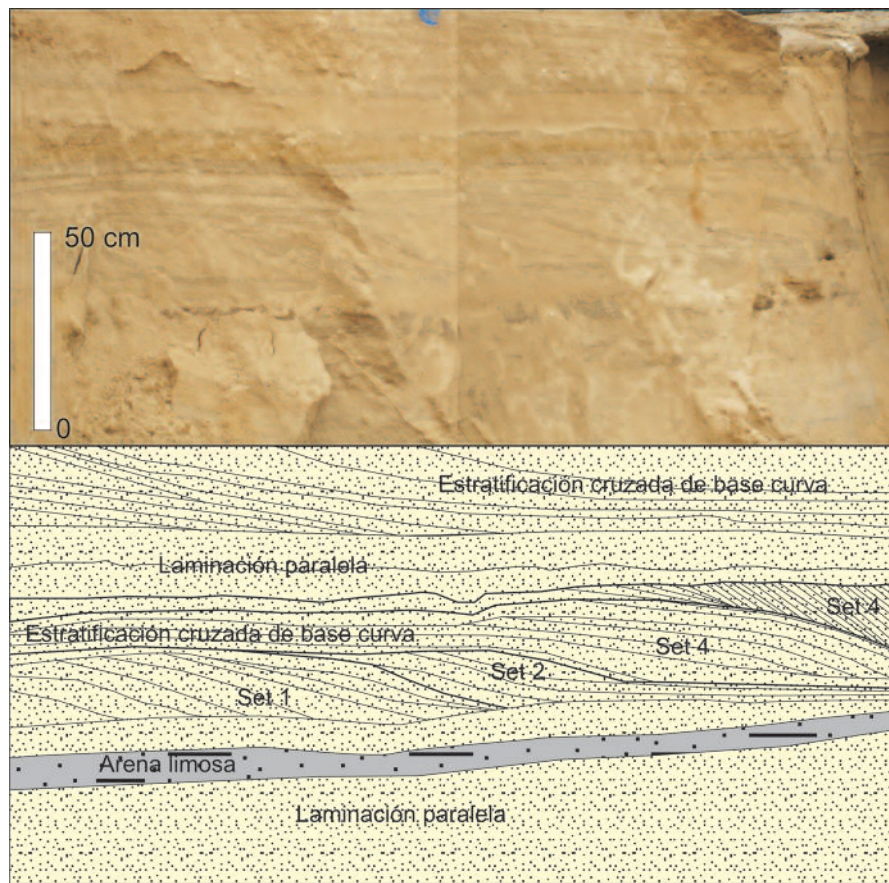 50 cm
0
Estratificación cruzada de base curva
Laminación paralela
Set 4
Estratificación cruzada de base curva
Set 4
Set 2
Set 1
Arena limosa
Laminación paralela